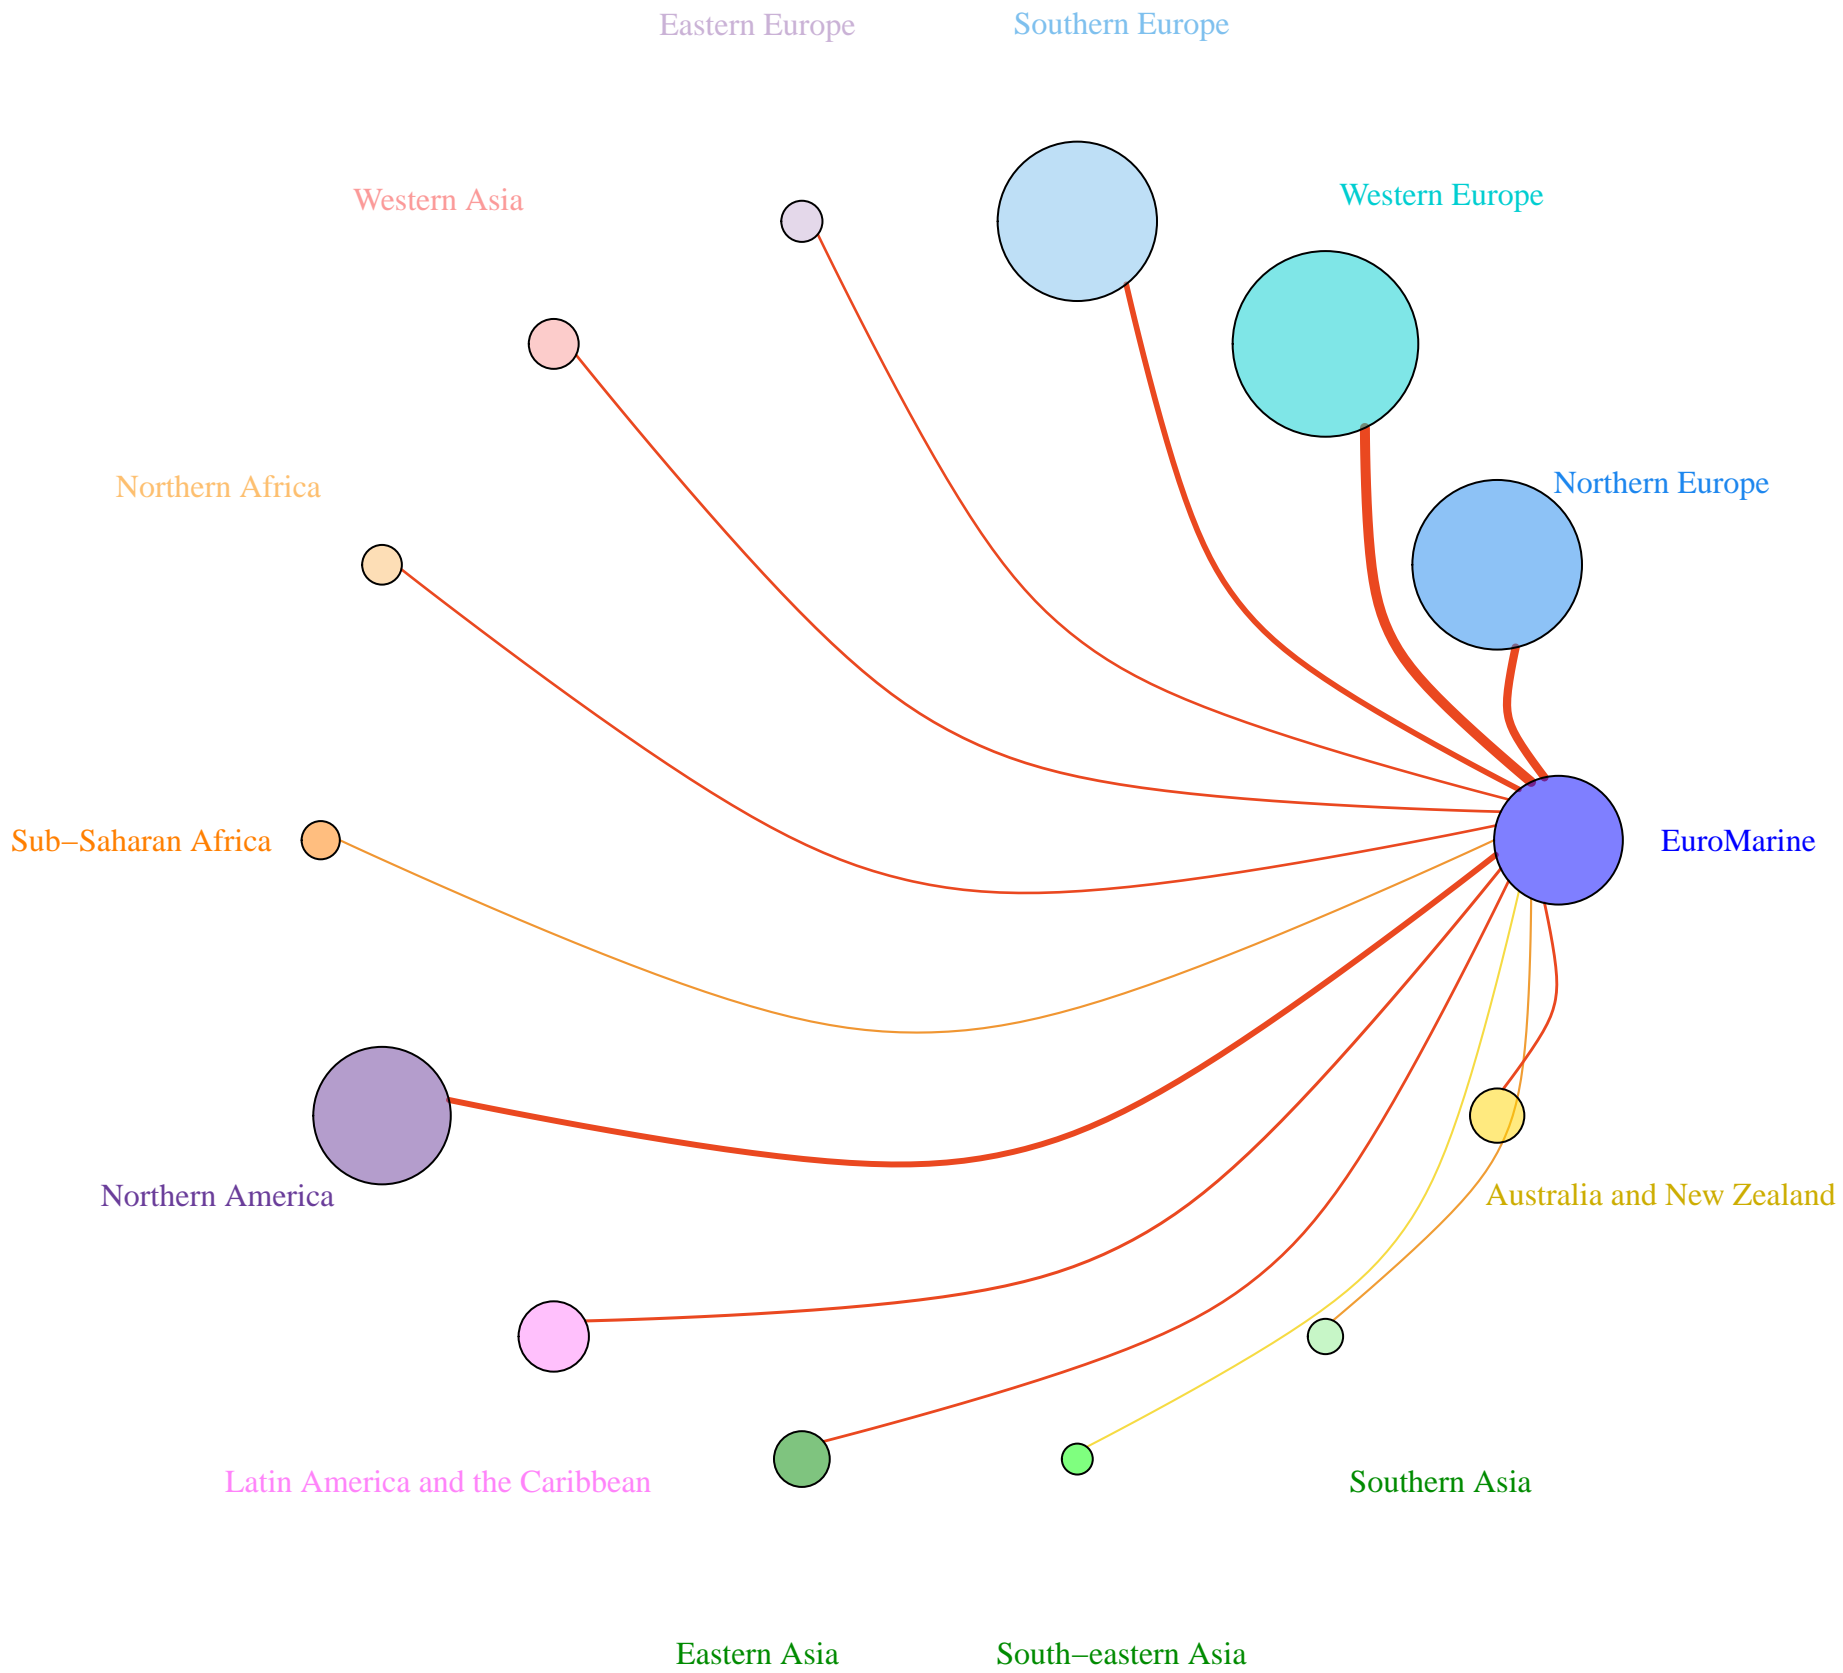 Eastern Europe
Southern Europe
Western Asia
Western Europe
Northern Africa
Northern Europe
Sub−Saharan Africa
EuroMarine
Northern America
Australia and New Zealand
Latin America and the Caribbean
Southern Asia
Eastern Asia
South−eastern Asia